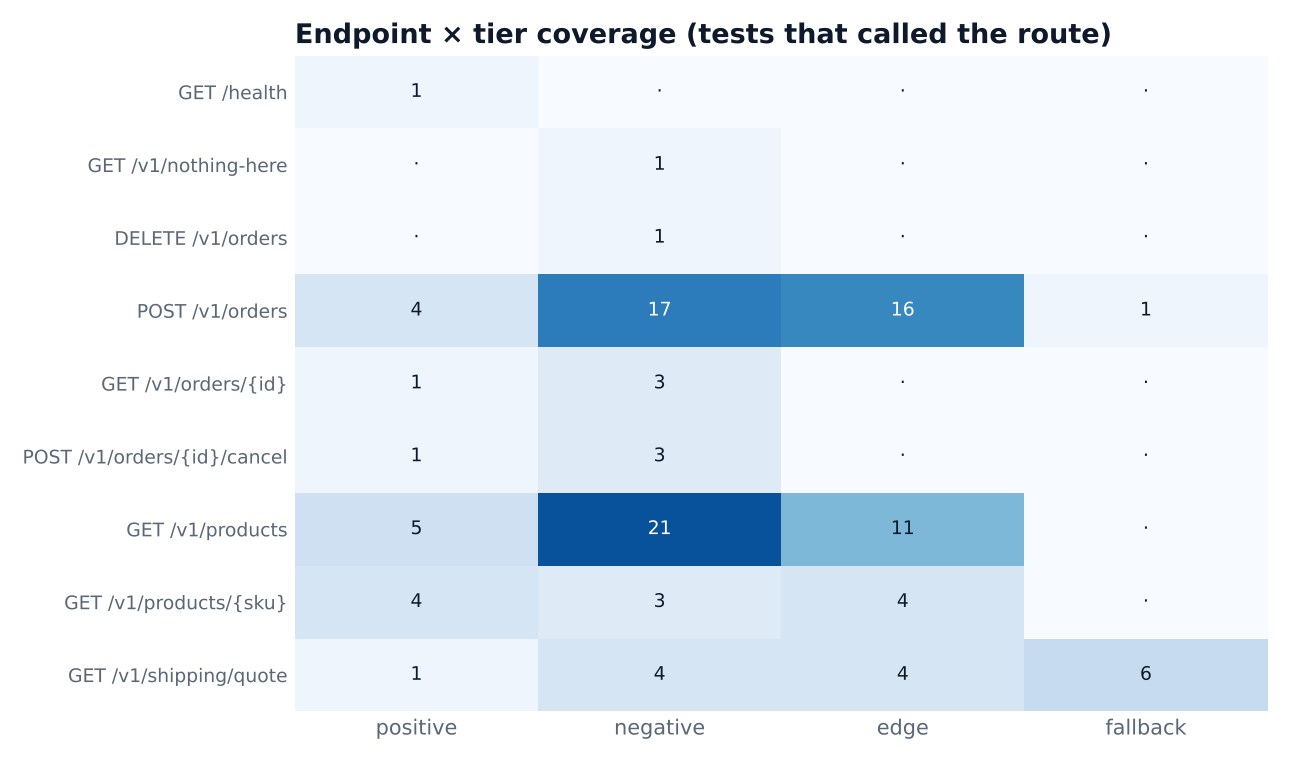 Endpoint × tier coverage (tests that called the route)
GET /health 1 · · ·
GET /v1/nothing-here · 1 · ·
DELETE /v1/orders · 1 · ·
POST /v1/orders 4 17 16 1
GET /v1/orders/{id} 1 3 · ·
POST /v1/orders/{id}/cancel 1 3 · ·
GET /v1/products 5 21 11 ·
GET /v1/products/{sku} 4 3 4 ·
GET /v1/shipping/quote 1 4 4 6
positive negative edge fallback